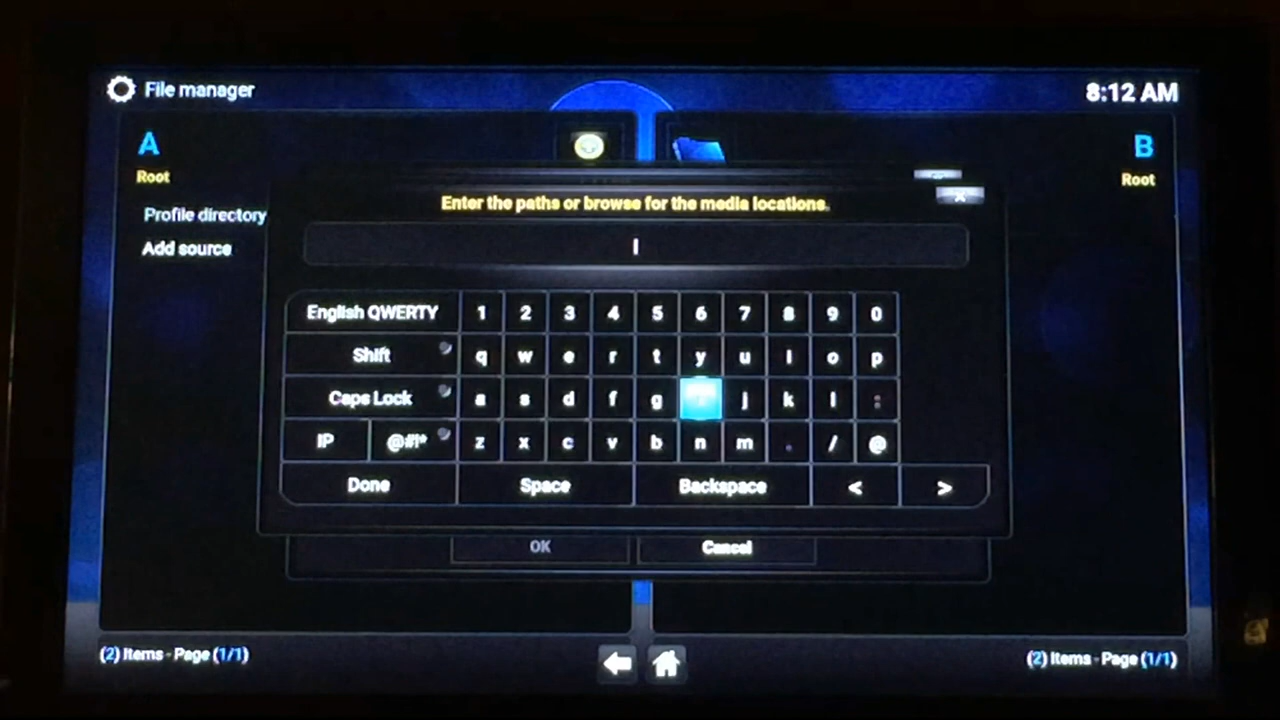 File manager
8:12 AM
A
B
Root
Root
Profile directory
Add source
Enter the paths or browse for the media locations.
English QWERTY 1 2 3 4 5 6 7 8 9 0
Shift q w e r t y u i o p
Caps Lock a s d f g j k l :
IP @#!* z x c v b n m . / @
Done Space Backspace < >
OK Cancel
(2) Items - Page (1/1)
(2) Items - Page (1/1)